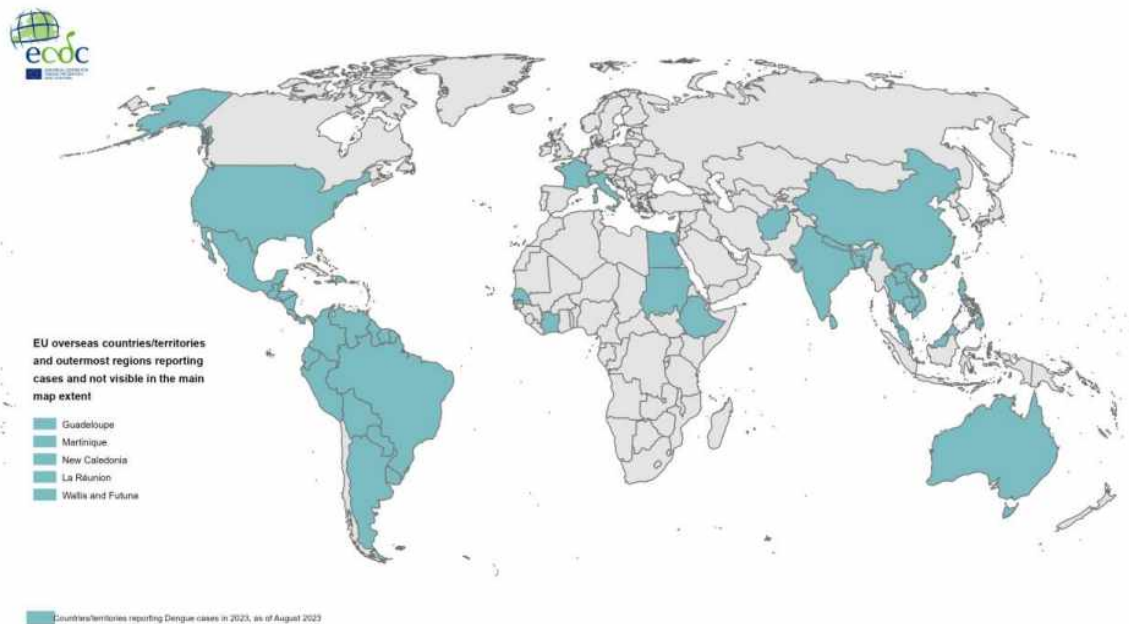 ecdc
EU overseas countries/territories
and outermost regions reporting
cases and not visible in the main
map extent
Guadeloupe
Martinique
New Caledonia
La Réunion
Wallis and Futuna
Countries/territories reporting Dengue cases in 2023, as of August 2023